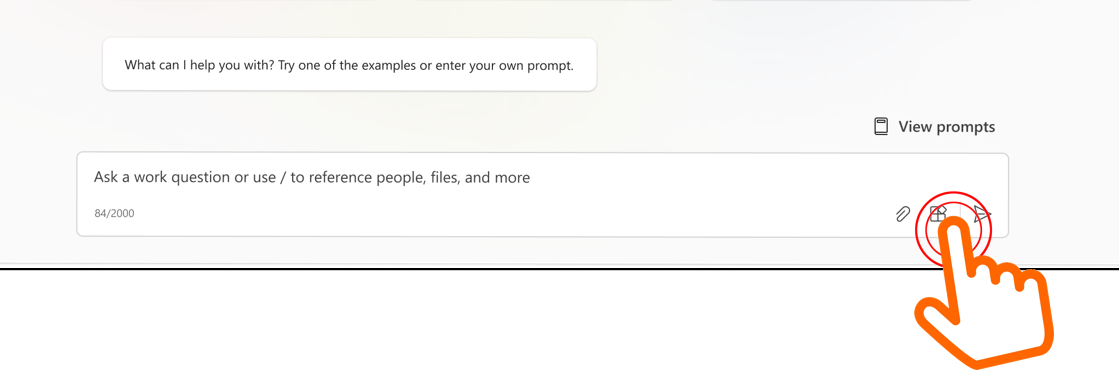 What can I help you with? Try one of the examples or enter your own prompt.
View prompts
Ask a work question or use / to reference people, files, and more
84/2000